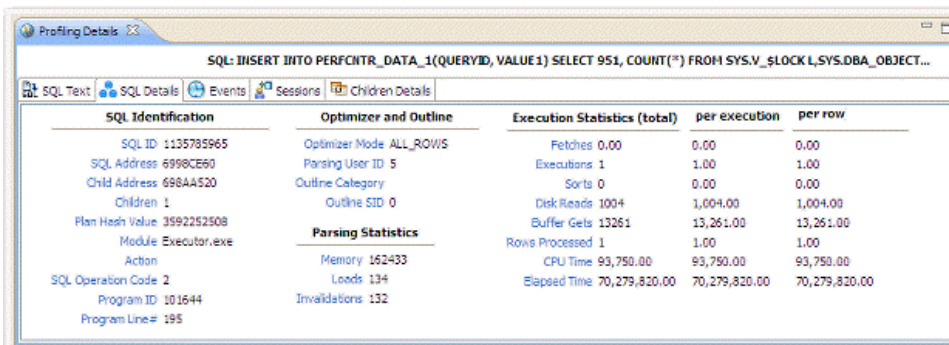 Profiling Details
SQL: INSERT INTO PERFCNTR_DATA_1(QUERYID, VALUE1) SELECT 951, COUNT(*) FROM SYS.V_$LOCK L,SYS.DBA_OBJECT...
SQL Text SQL Details Events Sessions Children Details
SQL Identification
SQL ID 1135785965
SQL Address 6998CE60
Child Address 698AA520
Children 1
Plan Hash Value 3592252508
Module Executor.exe
Action
SQL Operation Code 2
Program ID 101644
Program Line# 195
Optimizer and Outline
Optimizer Mode ALL_ROWS
Parsing User ID 5
Outline Category
Outline SID 0
Parsing Statistics
Memory 162433
Loads 134
Invalidations 132
Execution Statistics (total) per execution per row
Fetches 0.00 0.00 0.00
Executions 1 1.00 1.00
Sorts 0 0.00 0.00
Disk Reads 1004 1,004.00 1,004.00
Buffer Gets 13261 13,261.00 13,261.00
Rows Processed 1 1.00 1.00
CPU Time 93,750.00 93,750.00 93,750.00
Elapsed Time 70,279,820.00 70,279,820.00 70,279,820.00